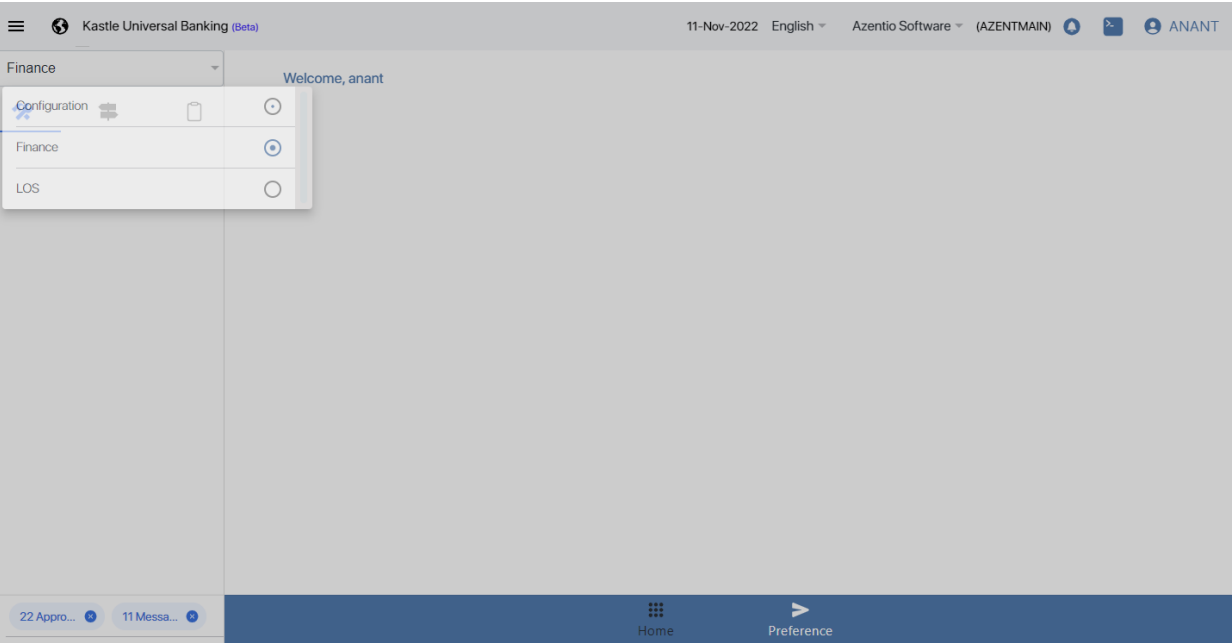 Kastle Universal Banking (Beta)
11-Nov-2022 English Azentio Software (AZENTMAIN) ANANT
Finance
Welcome, anant
Configuration
Finance
LOS
22 Appro... 11 Messa...
Home
Preference